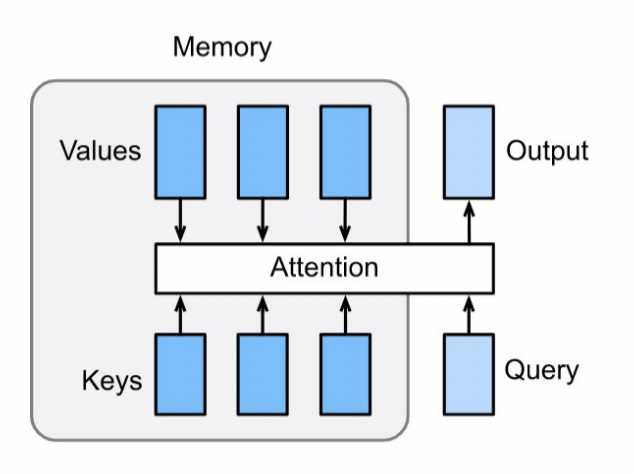 Memory
Values
Output
Attention
Keys
Query